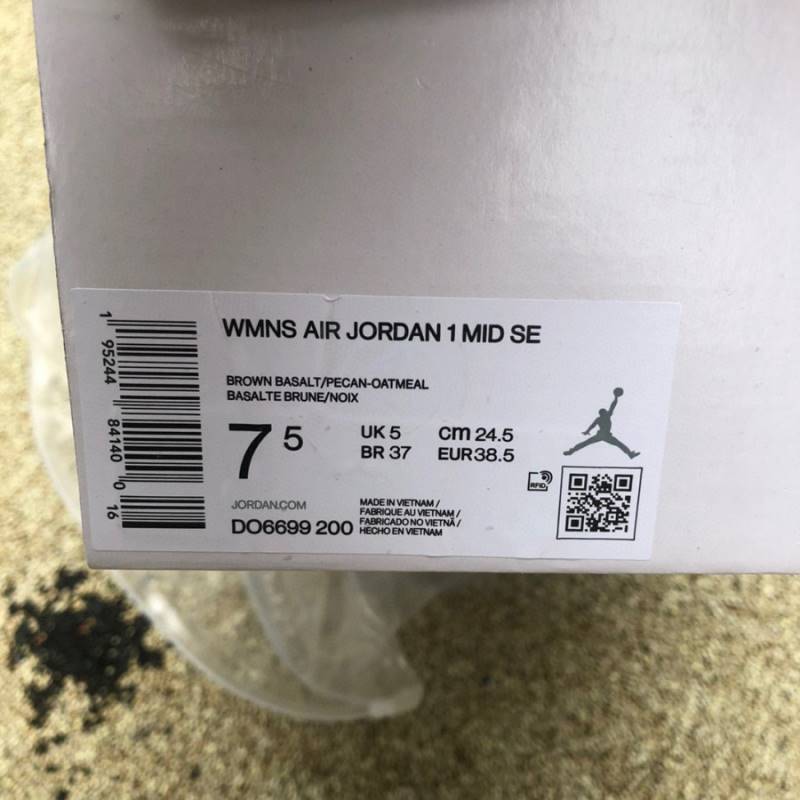 WMNS AIR JORDAN 1 MID SE
BROWN BASALT/PECAN-OATMEAL
BASALTE BRUNE/NOIX
7 5
UK 5
BR 37
cm 24.5
EUR 38.5
RFID
JORDAN.COM
DO6699 200
MADE IN VIETNAM /
FABRIQUE AU VIETNAM /
FABRICADO NO VIETNÃ /
HECHO EN VIETNAM
1 95244 84140 0 16